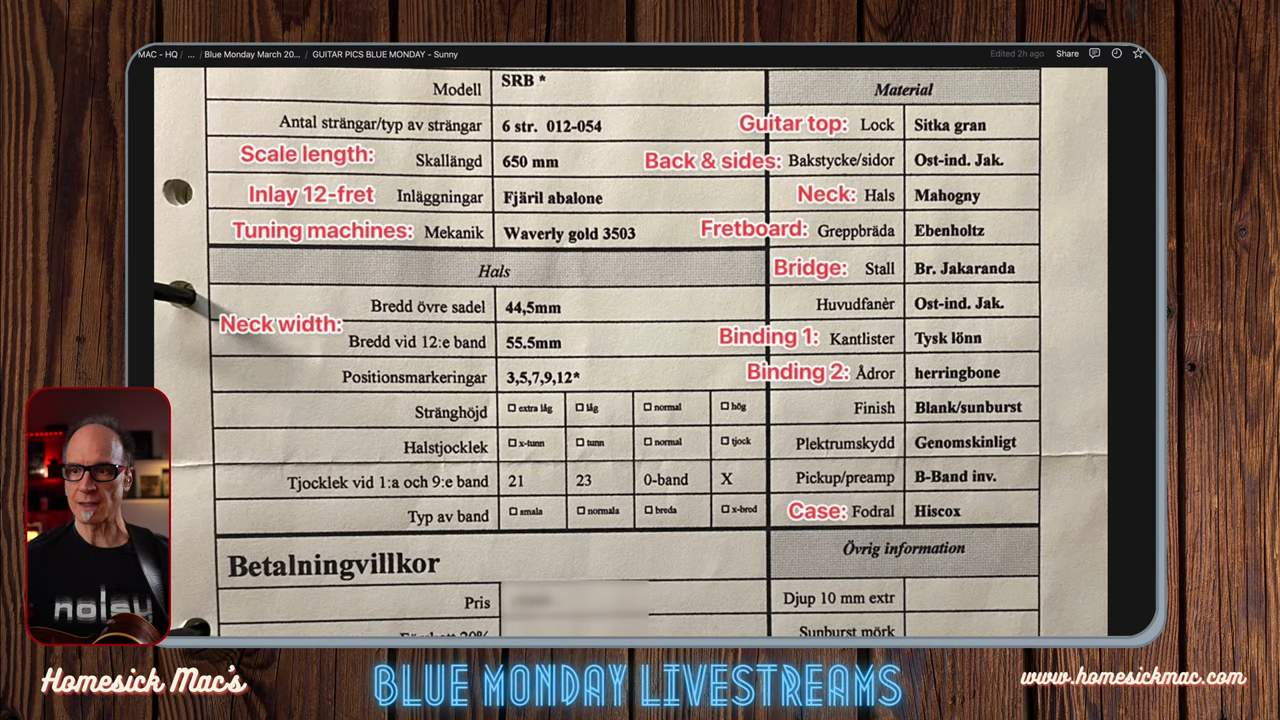 MAC - HQ / ... / Blue Monday March 20... / GUITAR PICS BLUE MONDAY - Sunny
Edited 2h ago Share
Modell SRB *
Antal strängar/typ av strängar 6 str. 012-054
Scale length: Skallängd 650 mm
Inlay 12-fret Inläggningar Fjäril abalone
Tuning machines: Mekanik Waverly gold 3503
Hals
Bredd övre sadel 44,5mm
Neck width:
Bredd vid 12:e band 55.5mm
Positionsmarkeringar 3,5,7,9,12*
Stränghöjd extra låg låg normal hög
Halstjocklek x-tunn tunn normal tjock
Tjocklek vid 1:a och 9:e band 21 23 0-band X
Typ av band smala normala breda x-bred
Betalningvillkor
Pris
Material
Guitar top: Lock Sitka gran
Back & sides: Bakstycke/sidor Ost-ind. Jak.
Neck: Hals Mahogny
Fretboard: Greppbräda Ebenholtz
Bridge: Stall Br. Jakaranda
Huvudfanèr Ost-ind. Jak.
Binding 1: Kantlister Tysk lönn
Binding 2: Ådror herringbone
Finish Blank/sunburst
Plektrumskydd Genomskinligt
Pickup/preamp B-Band inv.
Case: Fodral Hiscox
Övrig information
Djup 10 mm extr
Sunburst mörk
noisy
Homesick Mac's
BLUE MONDAY LIVESTREAMS
www.homesickmac.com